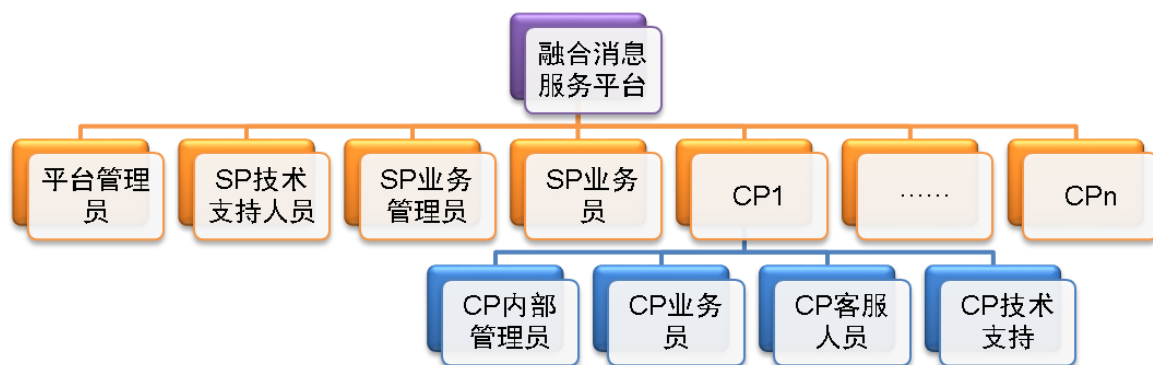 融合消息
服务平台
平台管理
员
SP技术
支持人员
SP业务
管理员
SP业务
员
CP1
……
CPn
CP内部
管理员
CP业务
员
CP客服
人员
CP技术
支持